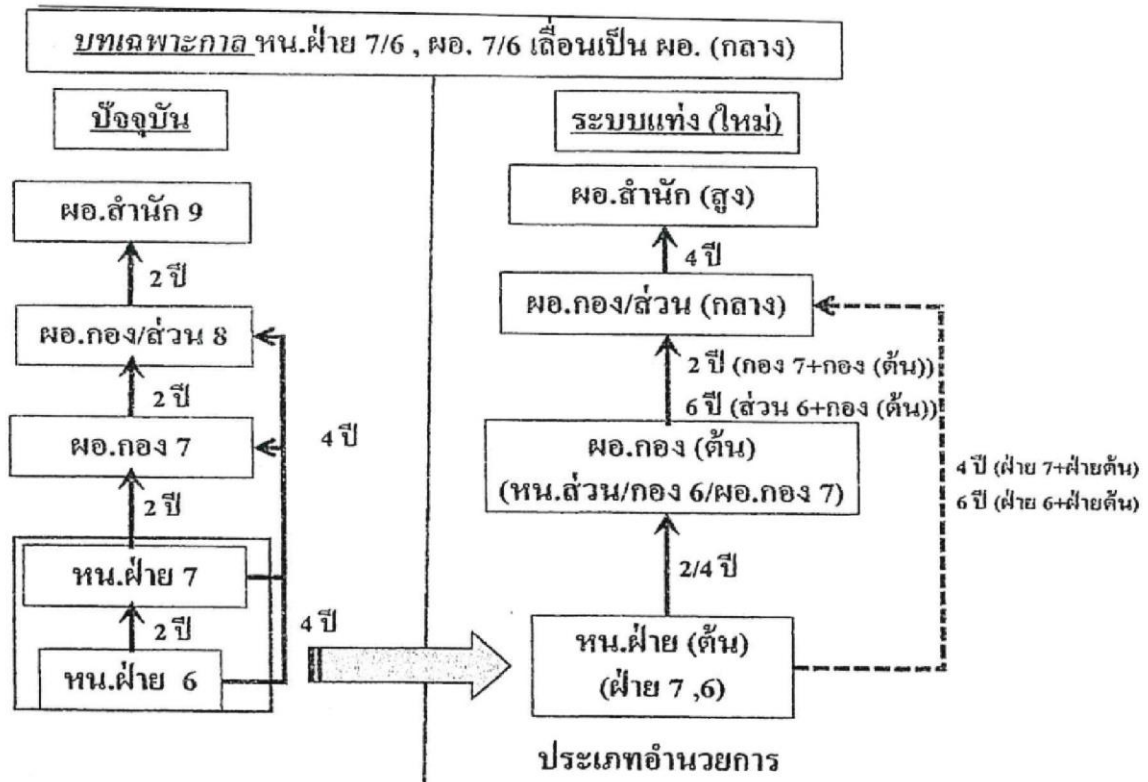 บทเฉพาะกาล หน.ฝ่าย 7/6 , ผอ. 7/6 เลื่อนเป็น ผอ. (กลาง)
ปัจจุบัน
ผอ.สำนัก 9
2 ปี
ผอ.กอง/ส่วน 8
2 ปี
ผอ.กอง 7
4 ปี
2 ปี
หน.ฝ่าย 7
2 ปี
4 ปี
หน.ฝ่าย 6
ระบบแท่ง (ใหม่)
ผอ.สำนัก (สูง)
4 ปี
ผอ.กอง/ส่วน (กลาง)
2 ปี (กอง 7+กอง (ต้น))
6 ปี (ส่วน 6+กอง (ต้น))
ผอ.กอง (ต้น)
(หน.ส่วน/กอง 6/ผอ.กอง 7)
4 ปี (ฝ่าย 7+ฝ่ายต้น)
6 ปี (ฝ่าย 6+ฝ่ายต้น)
2/4 ปี
หน.ฝ่าย (ต้น)
(ฝ่าย 7 ,6)
ประเภทอำนวยการ